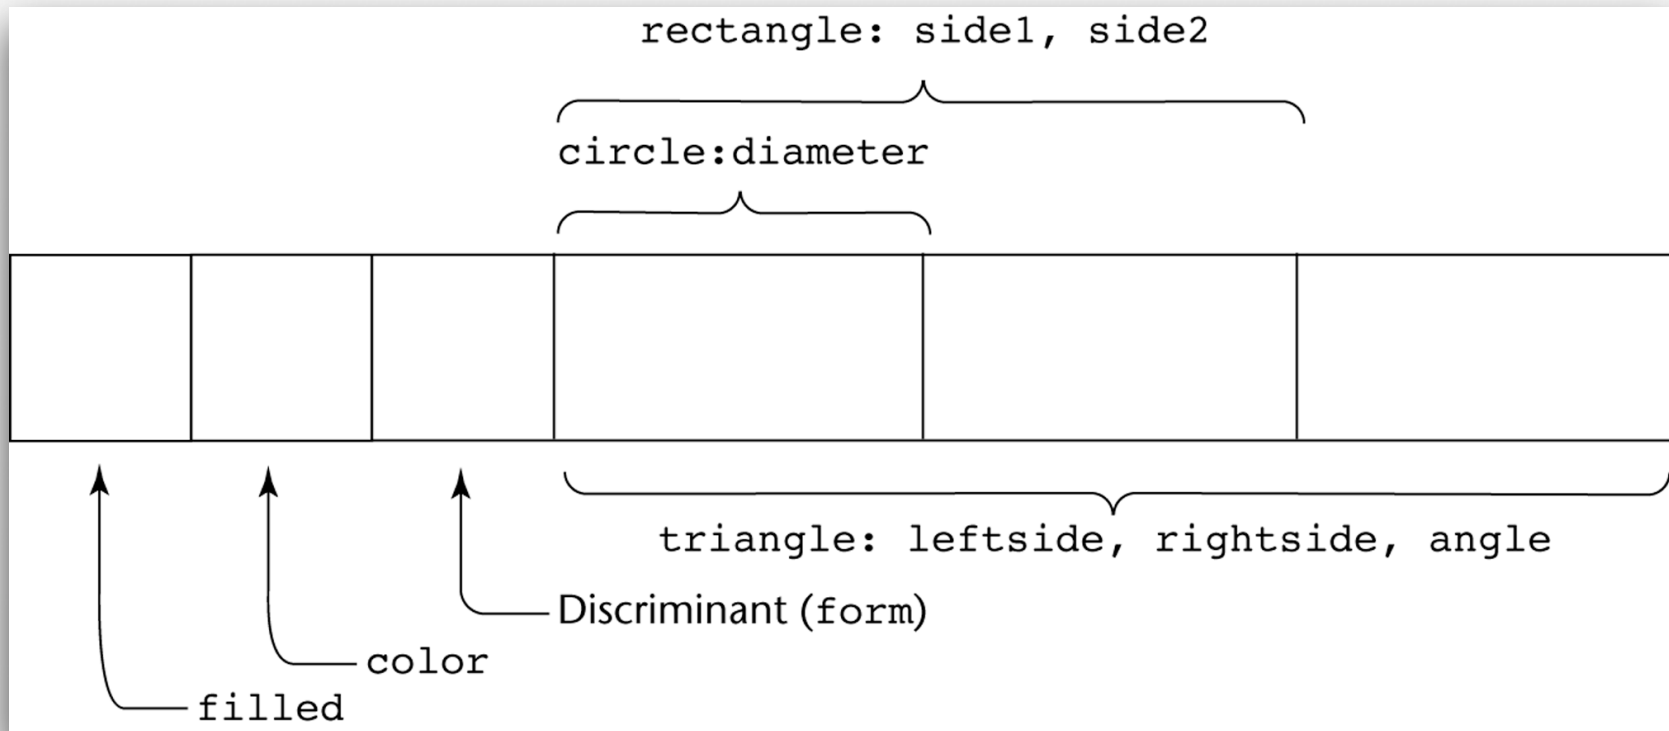 rectangle: side1, side2
circle:diameter
triangle: leftside, rightside, angle
Discriminant (form)
color
filled